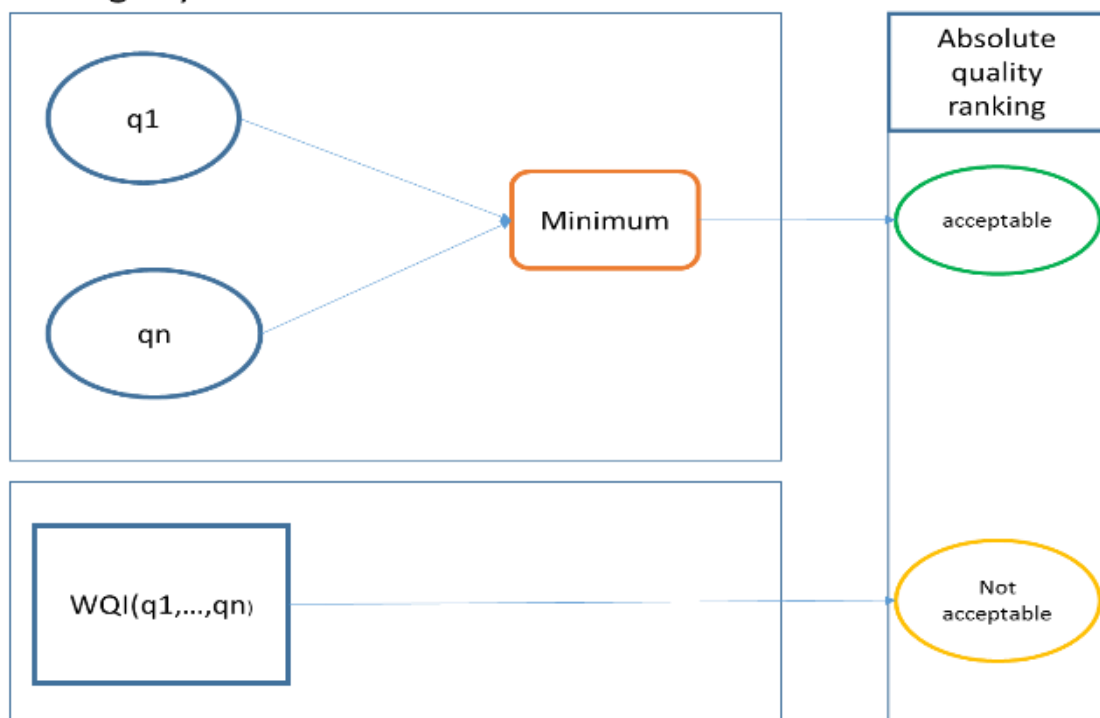 q1
qn
Minimum
Absolute
quality
ranking
acceptable
WQI(q1,...,qn)
Not
acceptable